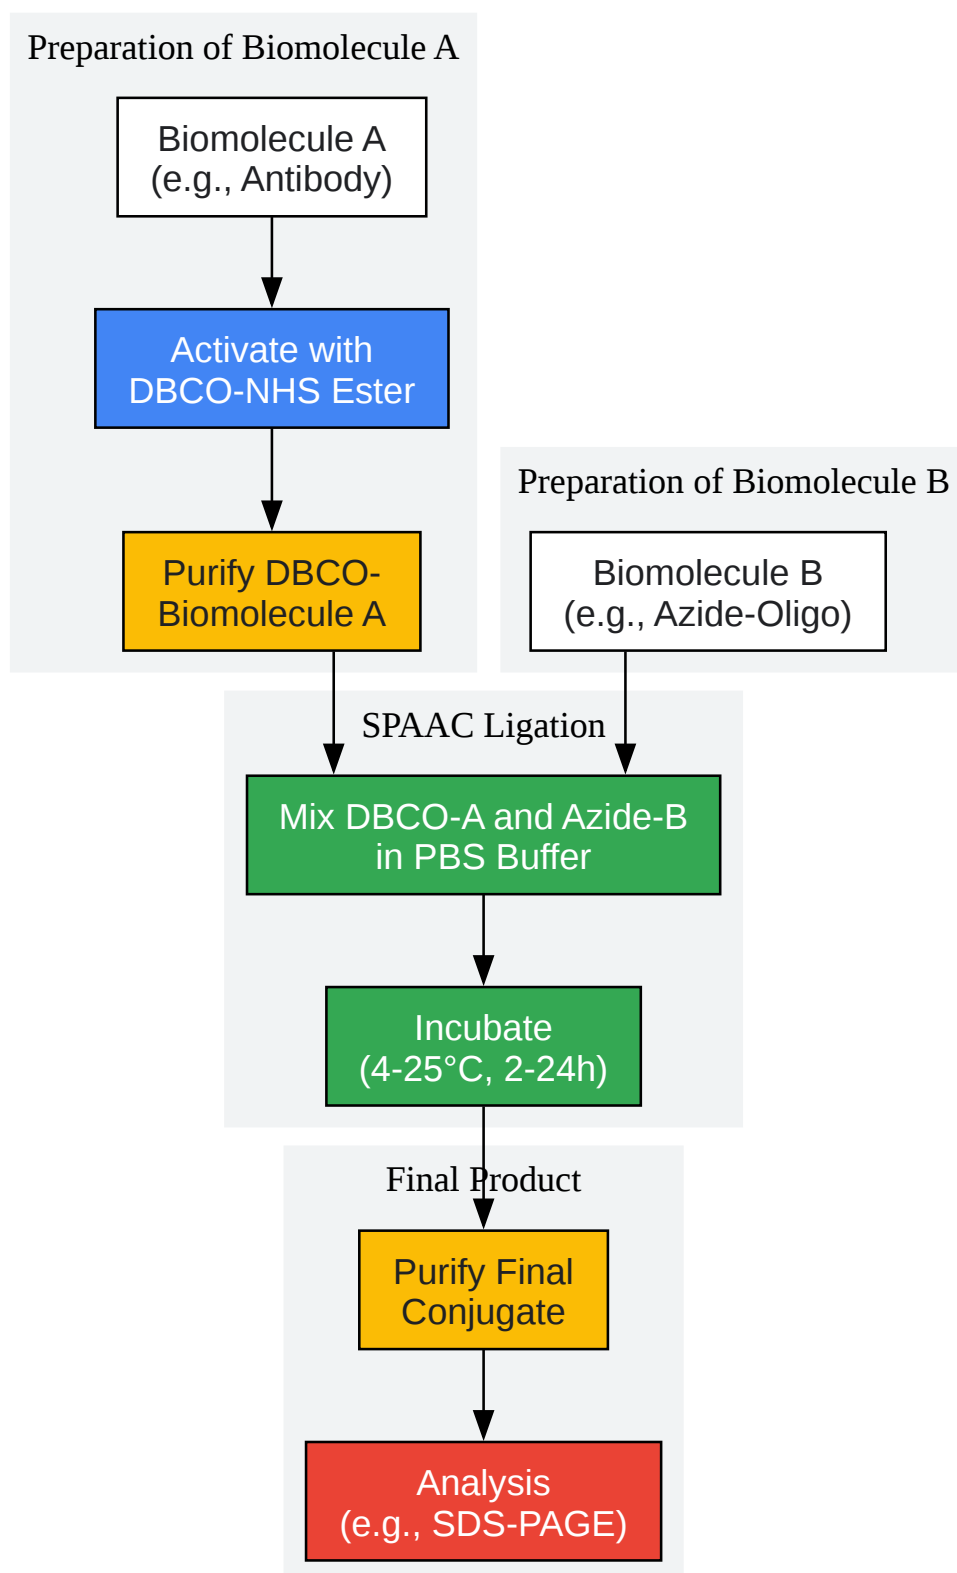 Preparation of Biomolecule A
Biomolecule A
(e.g., Antibody)
Activate with
DBCO-NHS Ester
Purify DBCO-
Biomolecule A
Preparation of Biomolecule B
Biomolecule B
(e.g., Azide-Oligo)
SPAAC Ligation
Mix DBCO-A and Azide-B
in PBS Buffer
Incubate
(4-25°C, 2-24h)
Final Product
Purify Final
Conjugate
Analysis
(e.g., SDS-PAGE)